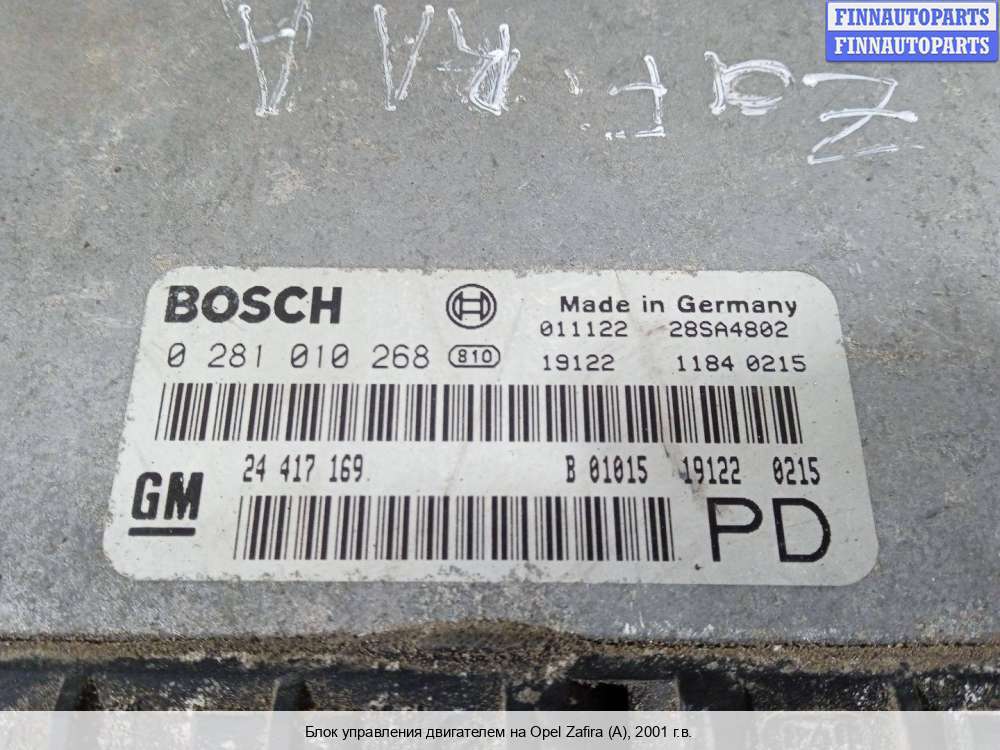 FINNAUTOPARTS
FINNAUTOPARTS
BOSCH
Made in Germany
011122 28SA4802
0 281 010 268 810
19122 1184 0215
24 417 169
B 01015 19122 0215
GM
PD
Блок управления двигателем на Opel Zafira (A), 2001 г.в.